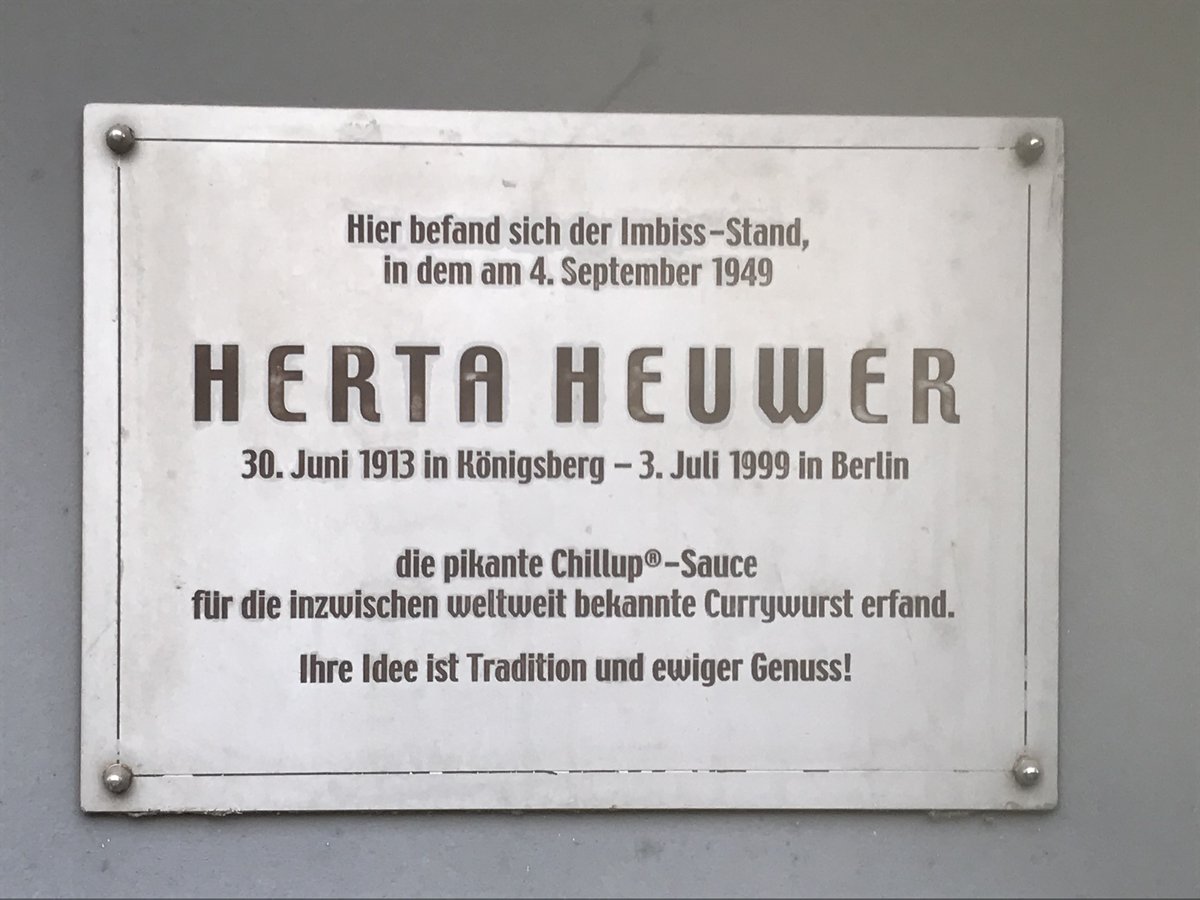 Hier befand sich der Imbiss-Stand,
in dem am 4. September 1949
HERTA HEUWER
30. Juni 1913 in Königsberg – 3. Juli 1999 in Berlin
die pikante Chillup®-Sauce
für die inzwischen weltweit bekannte Currywurst erfand.
Ihre Idee ist Tradition und ewiger Genuss!